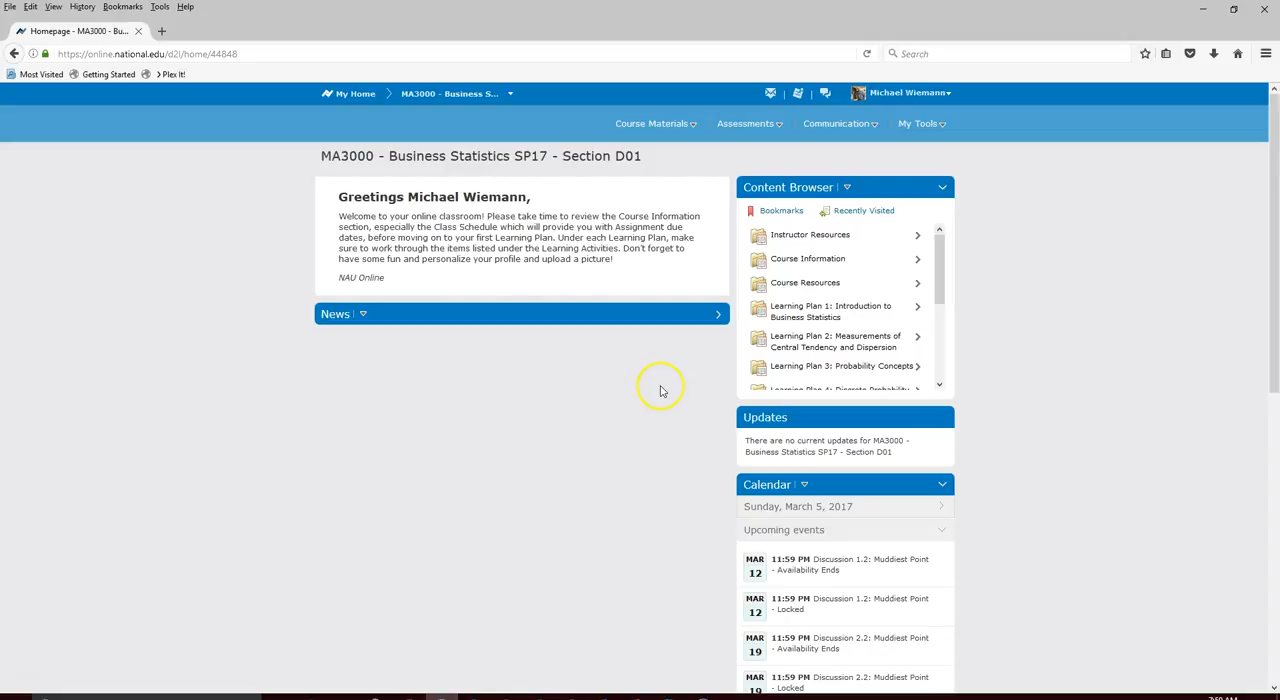 File Edit View History Bookmarks Tools Help
Homepage - MA3000 - Bu...
https://online.national.edu/d2l/home/44848
Search
Most Visited Getting Started Plex It!
My Home MA3000 - Business S... Michael Wiemann
Course Materials Assessments Communication My Tools
MA3000 - Business Statistics SP17 - Section D01
Greetings Michael Wiemann,
Welcome to your online classroom! Please take time to review the Course Information
section, especially the Class Schedule which will provide you with Assignment due
dates, before moving on to your first Learning Plan. Under each Learning Plan, make
sure to work through the items listed under the Learning Activities. Don't forget to
have some fun and personalize your profile and upload a picture!
NAU Online
News
Content Browser
Bookmarks Recently Visited
Instructor Resources
Course Information
Course Resources
Learning Plan 1: Introduction to
Business Statistics
Learning Plan 2: Measurements of
Central Tendency and Dispersion
Learning Plan 3: Probability Concepts
Learning Plan 4: Discrete Probability
Updates
There are no current updates for MA3000 -
Business Statistics SP17 - Section D01
Calendar
Sunday, March 5, 2017
Upcoming events
MAR 11:59 PM Discussion 1.2: Muddiest Point
12 - Availability Ends
MAR 11:59 PM Discussion 1.2: Muddiest Point
12 - Locked
MAR 11:59 PM Discussion 2.2: Muddiest Point
19 - Availability Ends
MAR 11:59 PM Discussion 2.2: Muddiest Point
19 - Locked